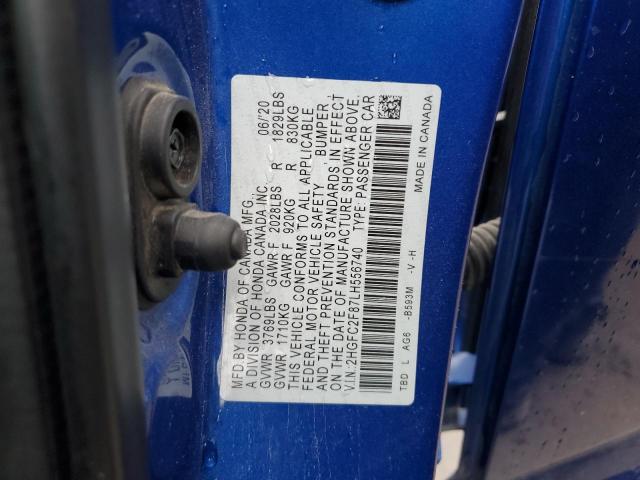 MFD.BY HONDA OF CANADA MFG. 06/'20
A DIVISION OF HONDA CANADA INC.
GVWR 3769LBS GAWR F 2028LBS R 1829LBS
GVWR 1710KG GAWR F 920KG R 830KG
THIS VEHICLE CONFORMS TO ALL APPLICABLE
FEDERAL MOTOR VEHICLE SAFETY, BUMPER,
AND THEFT PREVENTION STANDARDS IN EFFECT
ON THE DATE OF MANUFACTURE SHOWN ABOVE.
V.I.N. 2HGFC2F87LH556740 TYPE: PASSENGER CAR
TBD L AG6 -B593M -V -H MADE IN CANADA